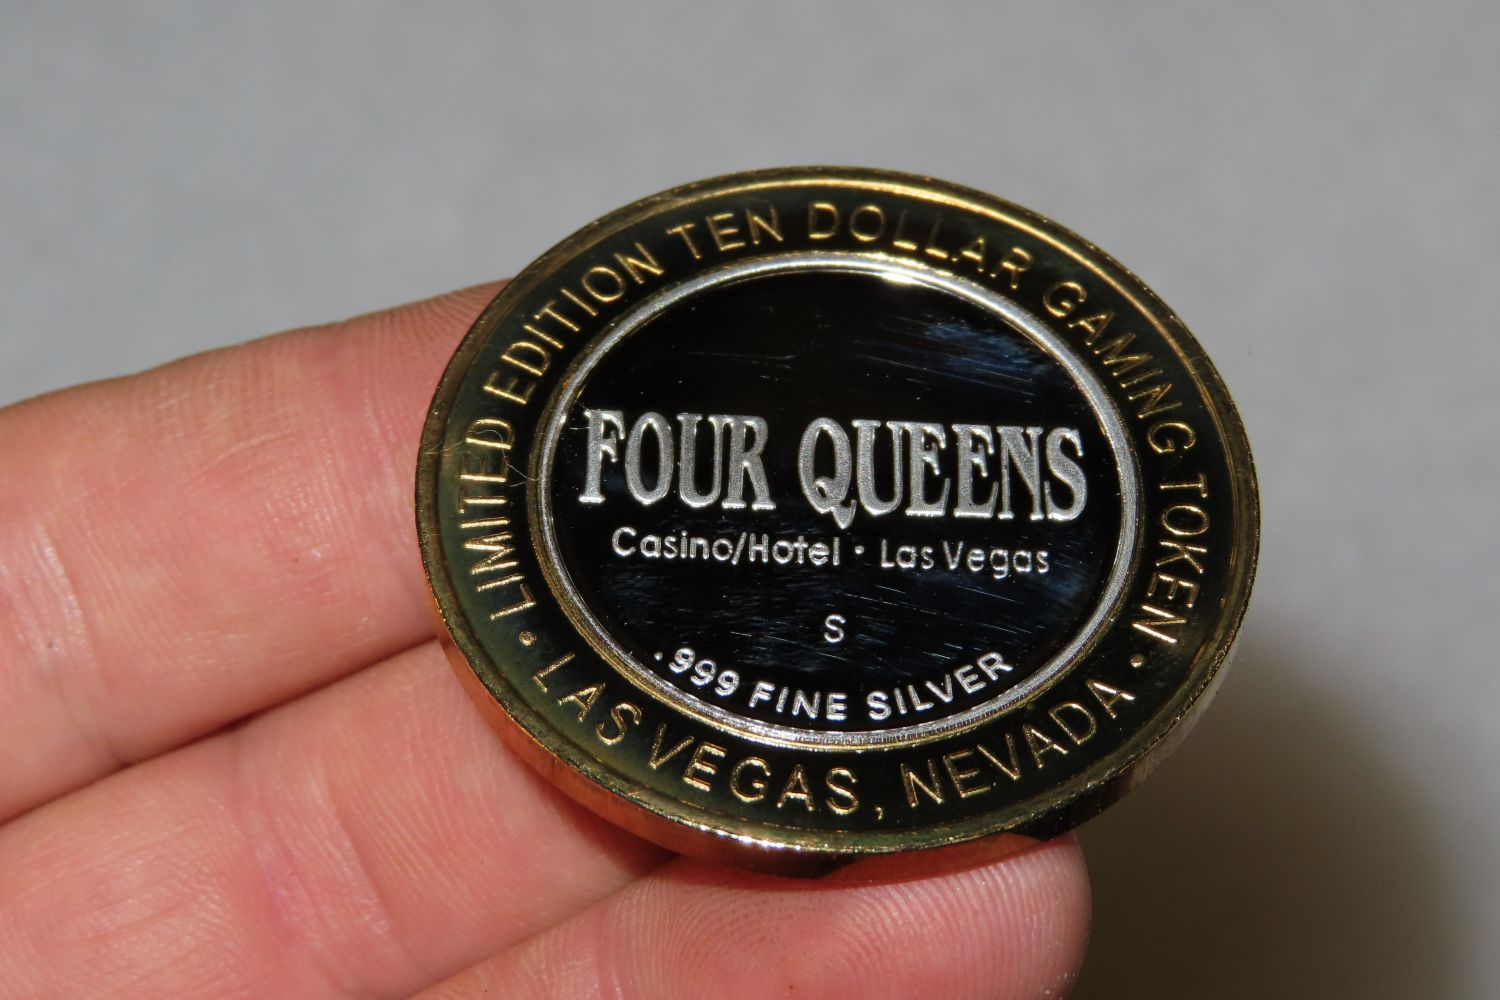 LIMITED EDITION TEN DOLLAR GAMING TOKEN
FOUR QUEENS
Casino/Hotel · Las Vegas
S
.999 FINE SILVER
· LAS VEGAS, NEVADA ·